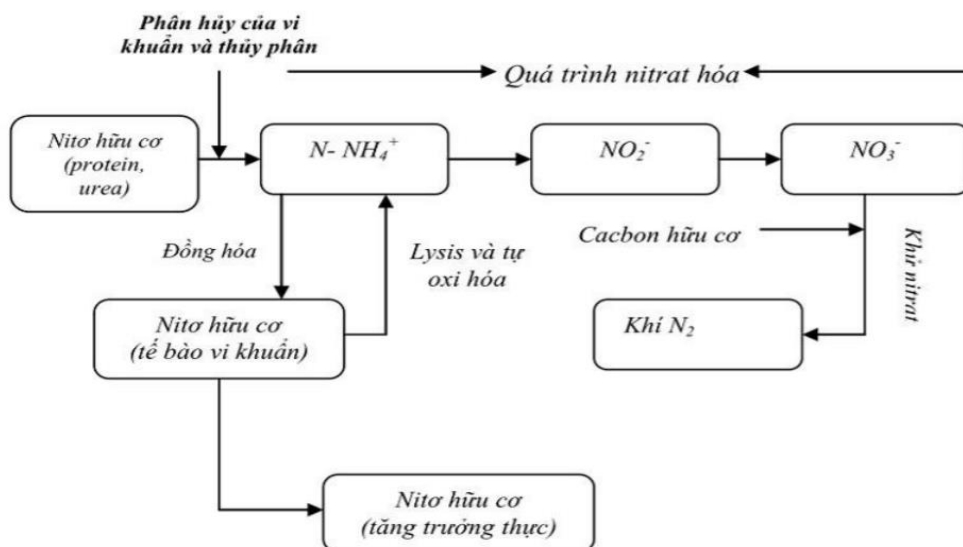 Phân hủy của vi
khuẩn và thủy phân
Quá trình nitrat hóa
Nitơ hữu cơ
(protein,
urea)
N- NH₄⁺
NO₂⁻
NO₃⁻
Đồng hóa
Lysis và tự
oxi hóa
Cacbon hữu cơ
Khử nitrat
Nitơ hữu cơ
(tế bào vi khuẩn)
Khí N₂
Nitơ hữu cơ
(tăng trưởng thực)